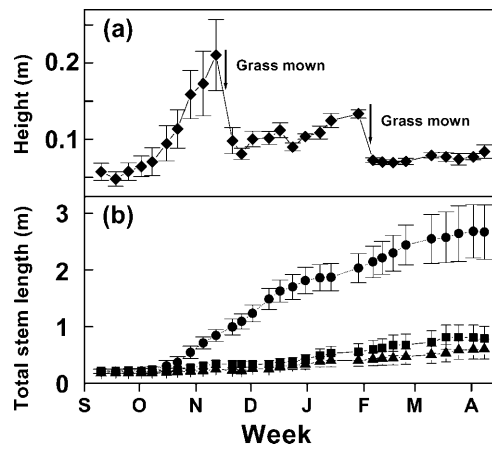 (a)
Height (m)
0.2
0.1
Grass mown
Grass mown
(b)
Total stem length (m)
3
2
1
0
S O N D J F M A
Week